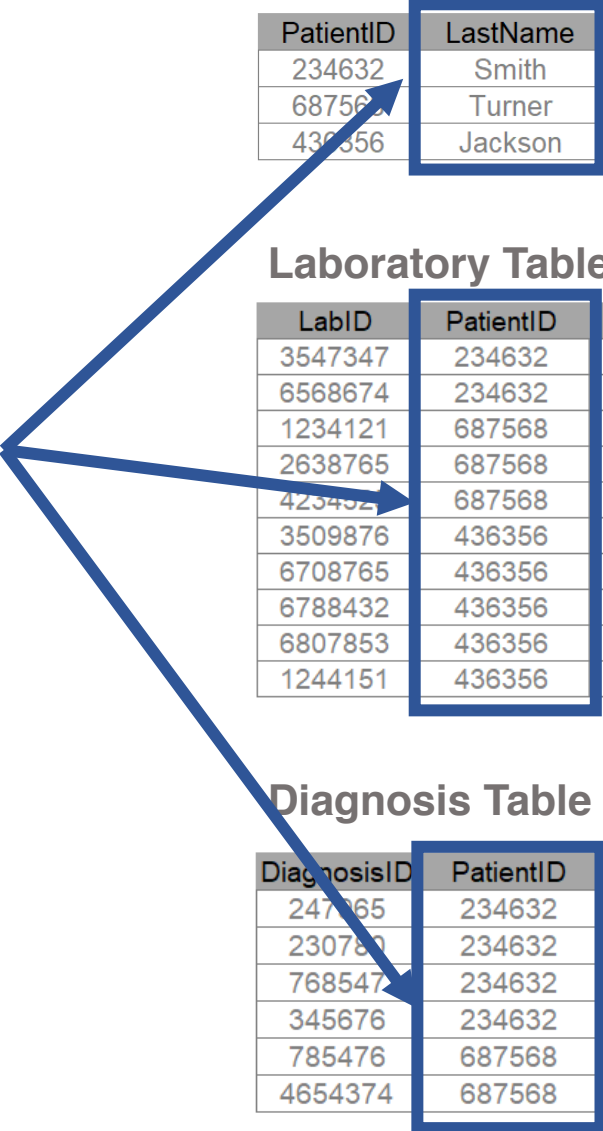 PatientID LastName
234632 Smith
Turner
436356 Jackson
Laboratory Table
LabID PatientID
3547347 234632
6568674 234632
1234121 687568
2638765 687568
687568
3509876 436356
6708765 436356
6788432 436356
6807853 436356
1244151 436356
Diagnosis Table
DiagnosisID PatientID
234632
234632
768547 234632
345676 234632
785476 687568
4654374 687568